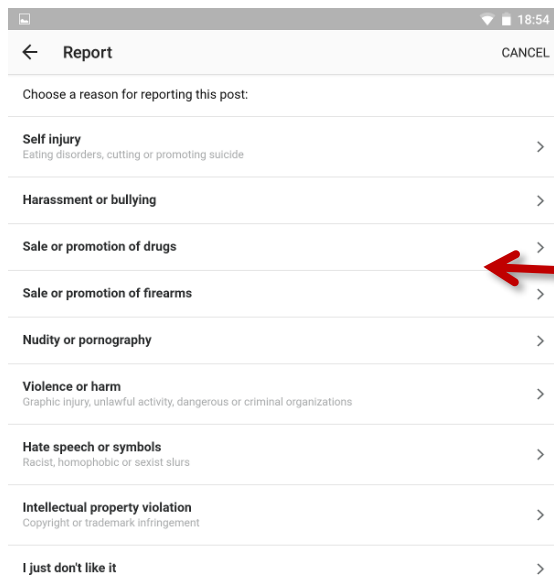 18:54
Report
CANCEL
Choose a reason for reporting this post:
Self injury
Eating disorders, cutting or promoting suicide
Harassment or bullying
Sale or promotion of drugs
Sale or promotion of firearms
Nudity or pornography
Violence or harm
Graphic injury, unlawful activity, dangerous or criminal organizations
Hate speech or symbols
Racist, homophobic or sexist slurs
Intellectual property violation
Copyright or trademark infringement
I just don't like it